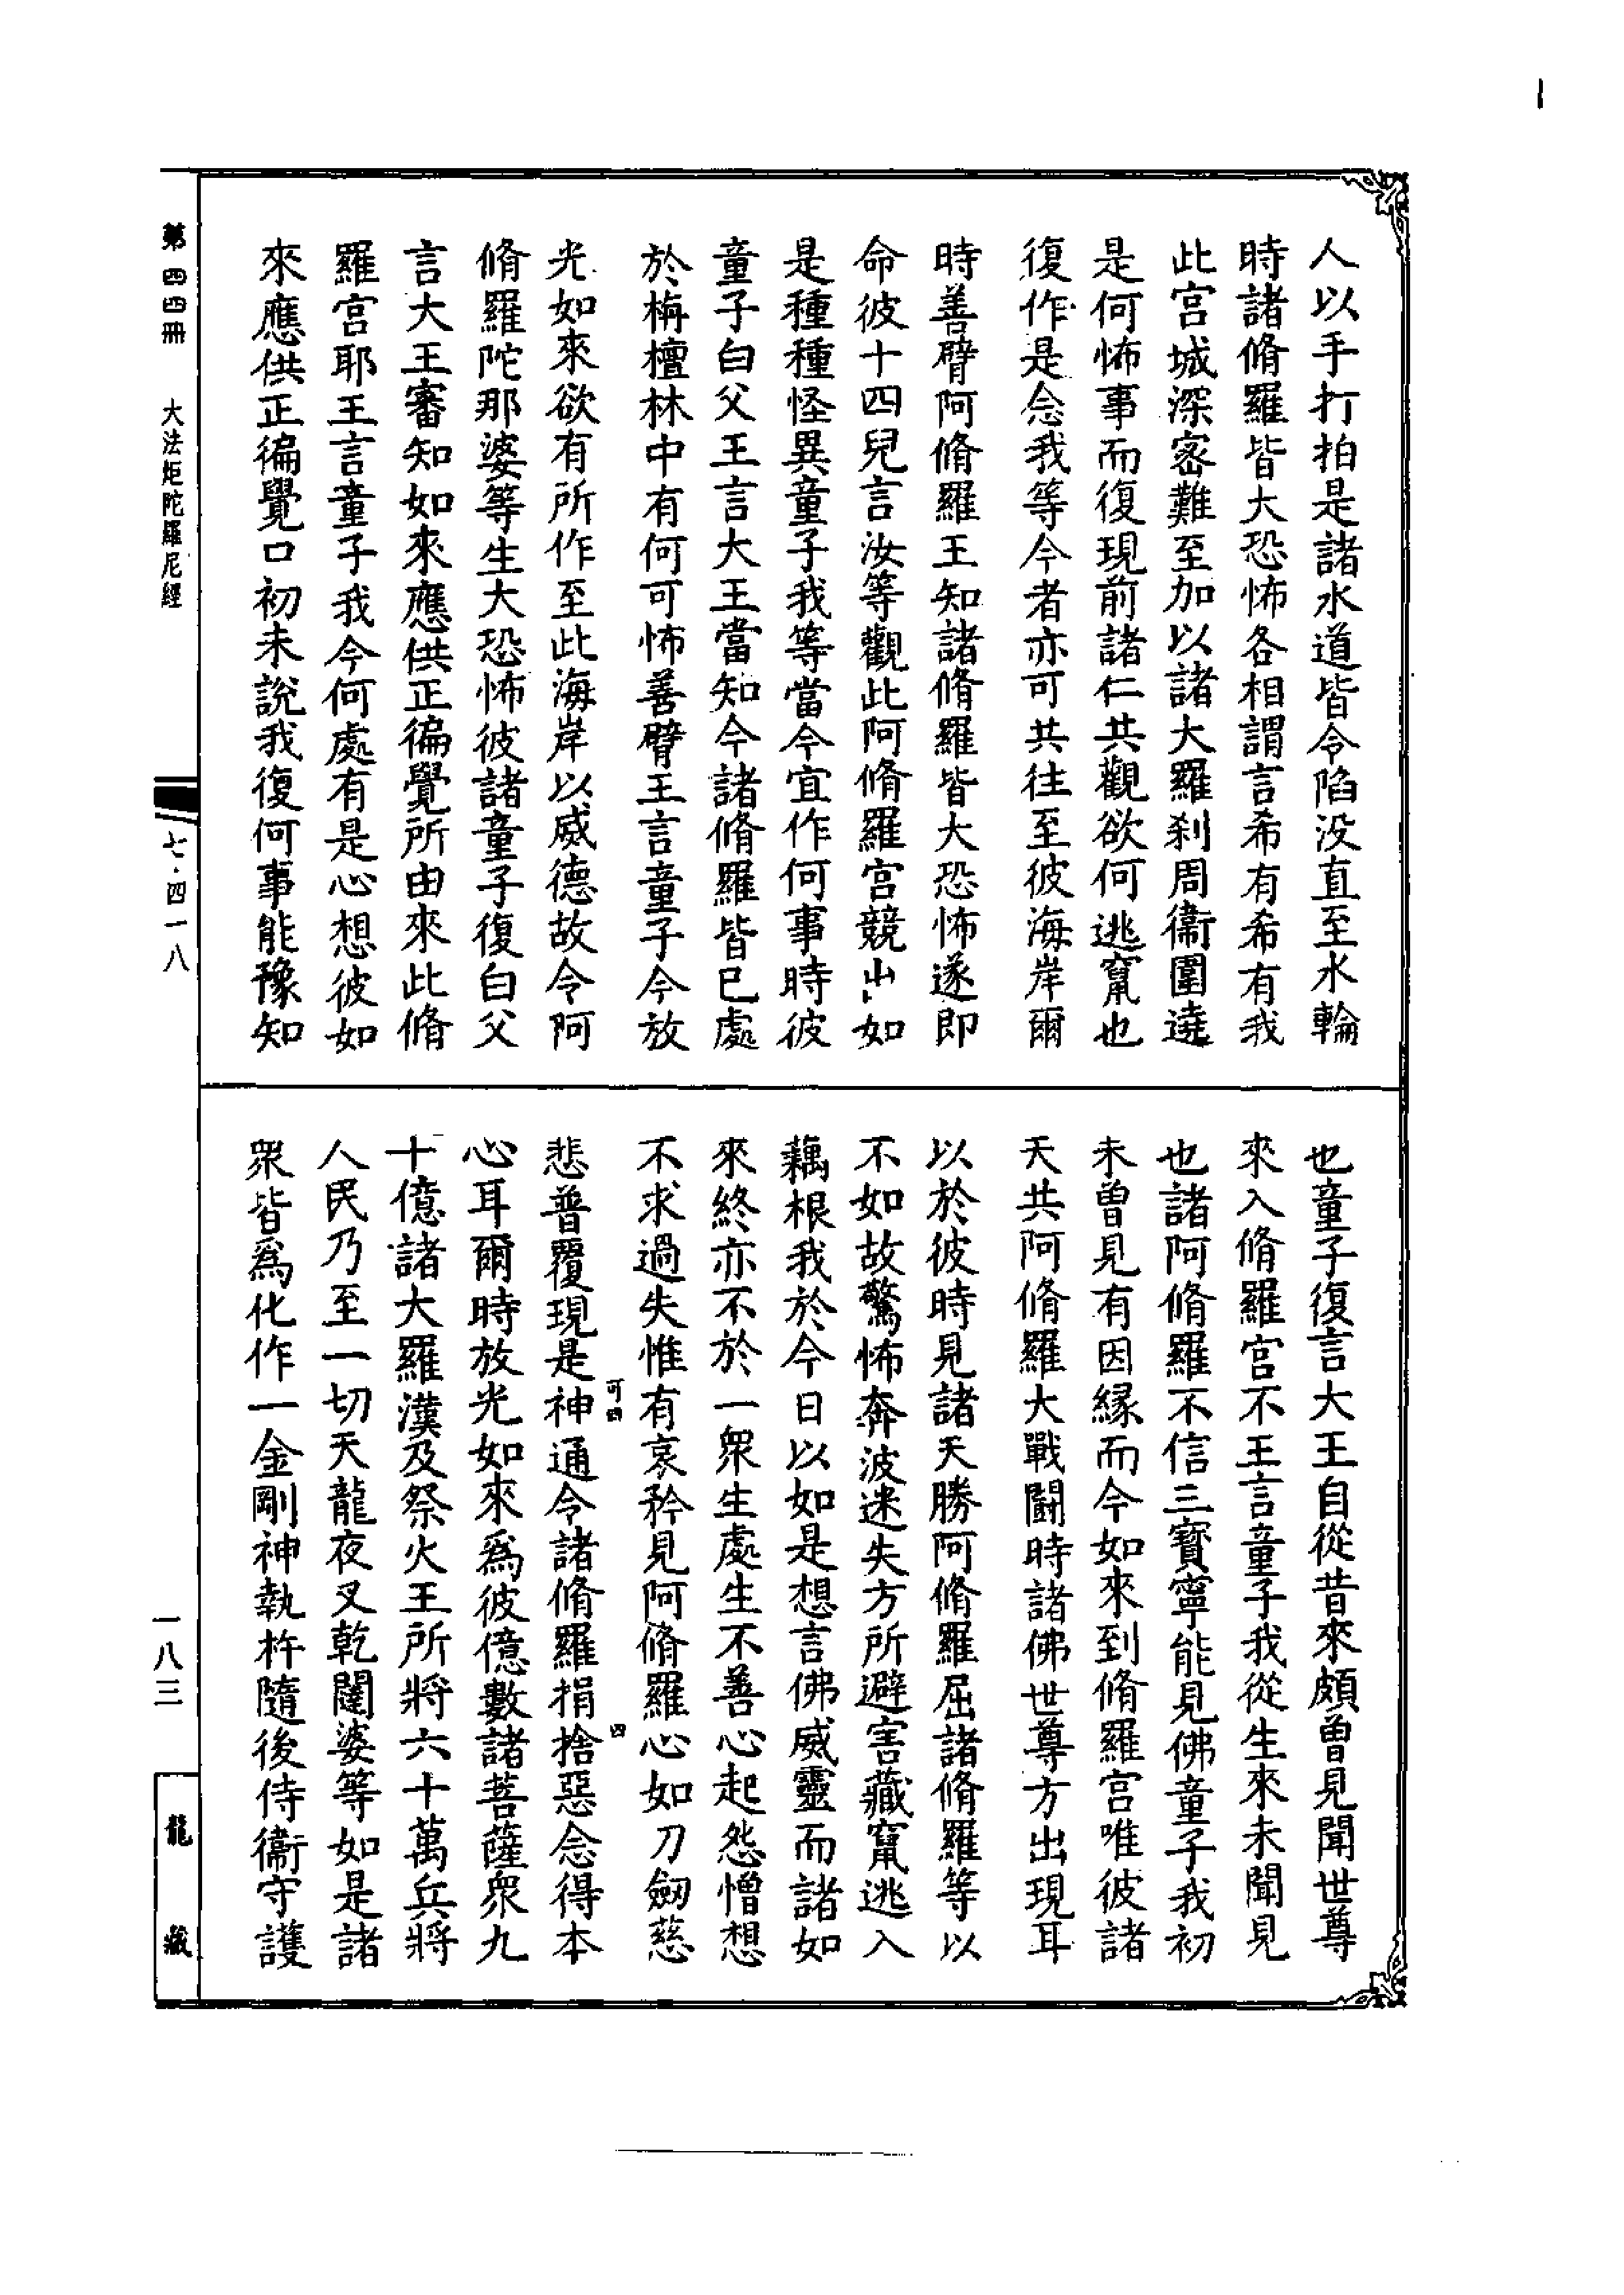 人以手打拍是諸水道皆令陷没直至水輪
時諸脩羅皆大恐怖各相謂言希有希有我
此宫城深密難至加以諸大羅刹周衞圍遶
是何怖事而復現前諸仁共觀欲何逃竄也
復作是念我等今者亦可共往至彼海岸爾
時善臂阿脩羅王知諸脩羅皆大恐怖遂即
命彼十四兒言汝等觀此阿脩羅宫競出如
是種種怪異童子我等當今宜作何事時彼
童子白父王言大王當知今諸脩羅皆已處
於栴檀林中有何可怖善臂王言童子今放
光如來欲有所作至此海岸以威德故令阿
脩羅陀那婆等生大恐怖彼諸童子復白父
言大王審知如來應供正徧覺所由來此脩
羅宫耶王言童子我今何處有是心想彼如
來應供正徧覺口初未說我復何事能豫知
也童子復言大王自從昔來頗曾見聞世尊
來入脩羅宫不王言童子我從生來未聞見
也諸阿脩羅不信三寳寧能見佛童子我初
未曾見有因緣而今如來到脩羅宫唯彼諸
天共阿脩羅大戰鬪時諸佛世尊方出現耳
以於彼時見諸天勝阿脩羅屈諸脩羅等以
不如故驚怖奔波迷失方所避害藏竄逃入
藕根我於今日以如是想言佛威靈而諸如
來終亦不於一衆生處生不善心起怨憎想
不求過失惟有哀矜見阿脩羅心如刀劒慈
悲普覆現是神通令諸脩羅捐捨惡念得本
心耳爾時放光如來爲彼億數諸菩薩衆九
十億諸大羅漢及祭火王所將六十萬兵將
人民乃至一切天龍夜叉乾闥婆等如是諸
衆皆爲化作一金剛神執杵隨後侍衞守護
可四
四
第四四冊 大法炬陀羅尼經
七·四一八
一八三
龍藏